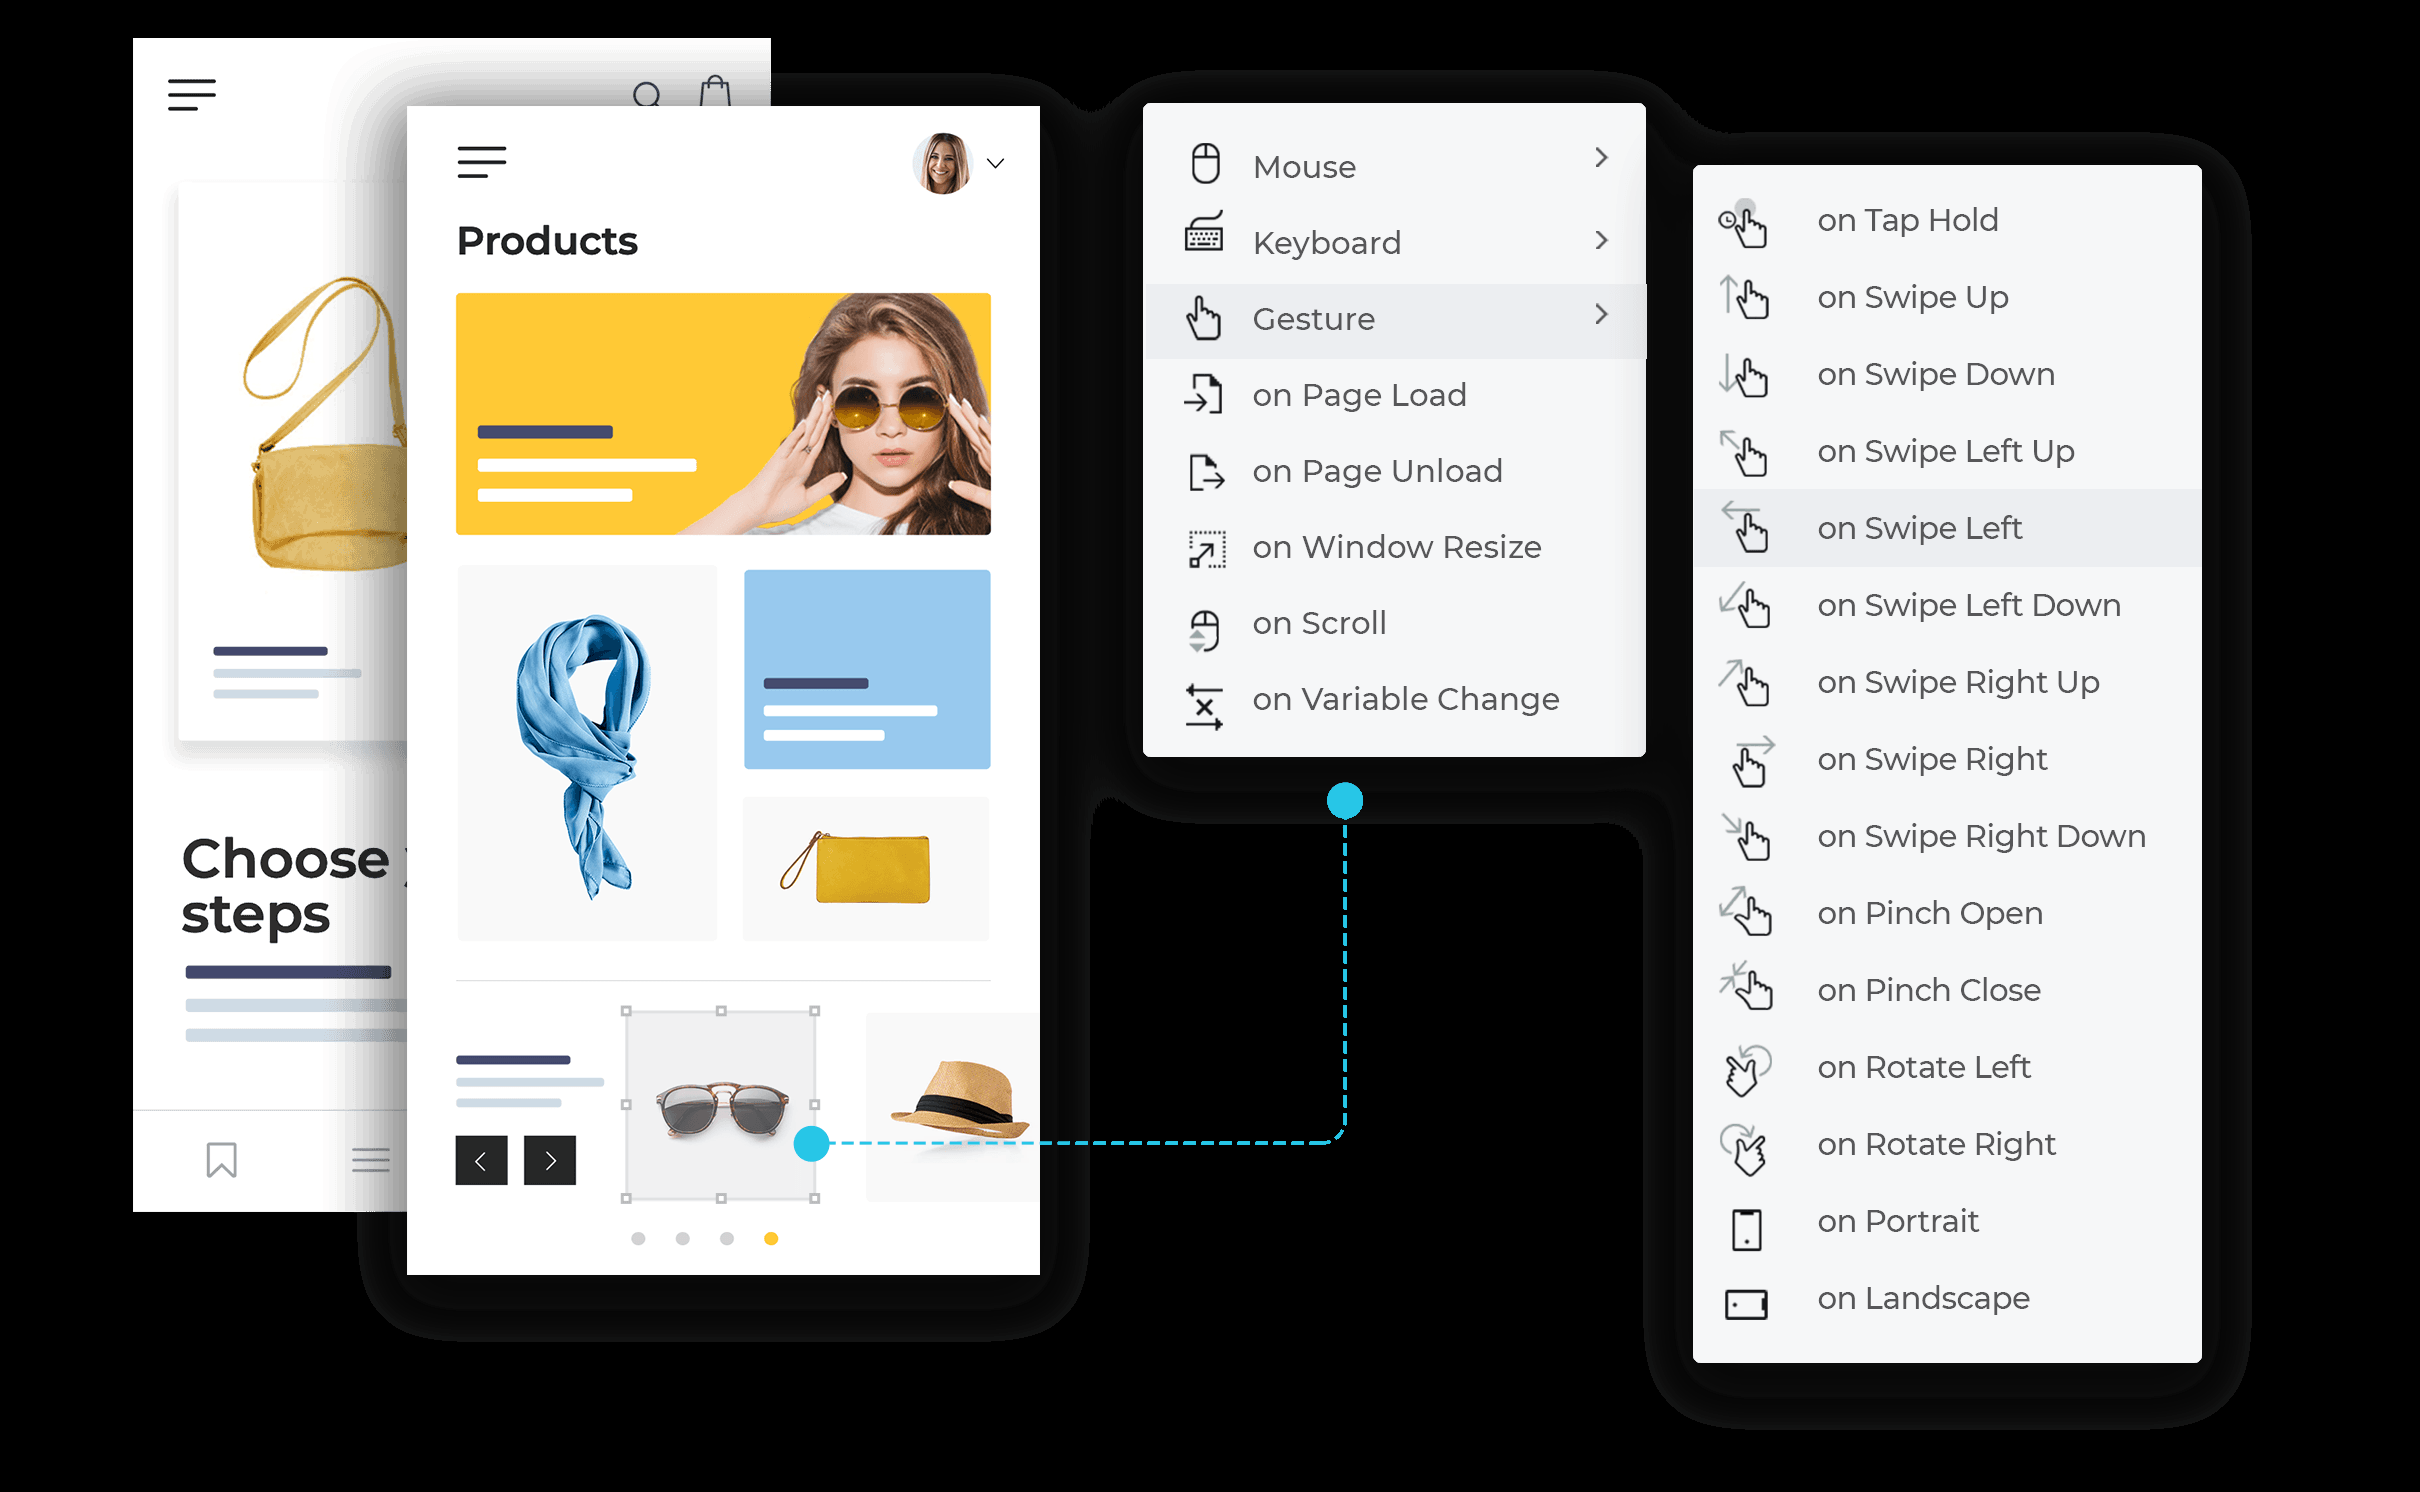 Choose
steps
Products
Mouse
Keyboard
Gesture
on Page Load
on Page Unload
on Window Resize
on Scroll
on Variable Change
on Tap Hold
on Swipe Up
on Swipe Down
on Swipe Left Up
on Swipe Left
on Swipe Left Down
on Swipe Right Up
on Swipe Right
on Swipe Right Down
on Pinch Open
on Pinch Close
on Rotate Left
on Rotate Right
on Portrait
on Landscape